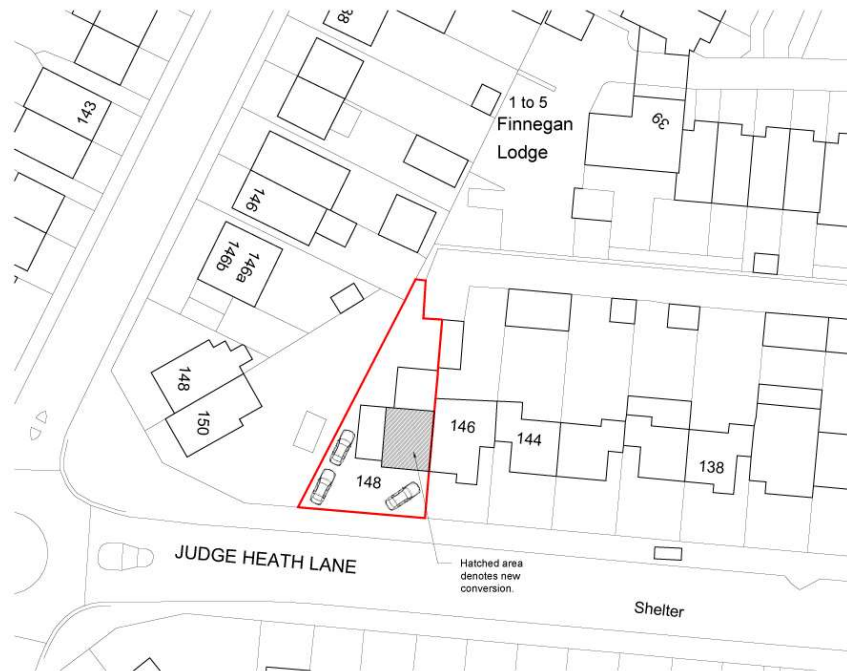 38
143
1 to 5
Finnegan
Lodge
39
146
146a
146b
148
150
146
144
138
148
Hatched area
denotes new
conversion.
JUDGE HEATH LANE
Shelter